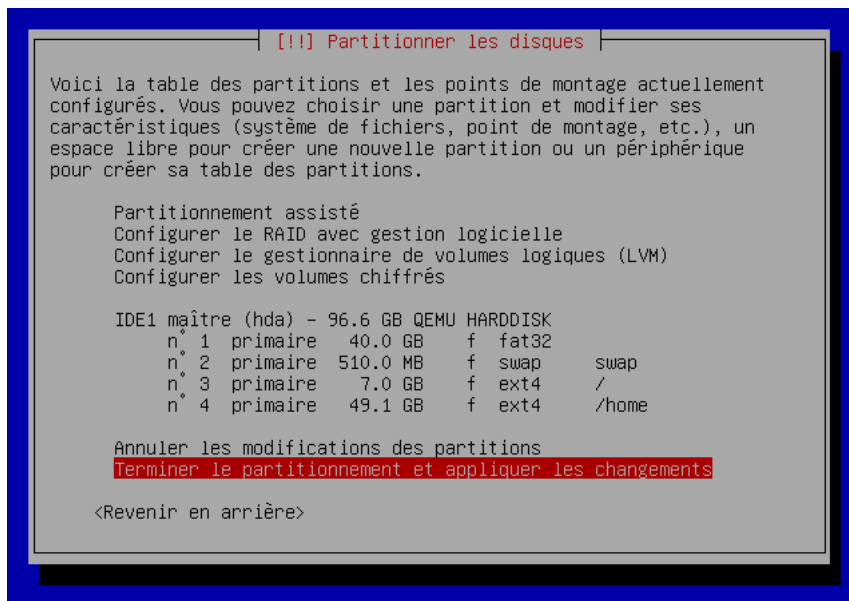 [!!] Partitionner les disques
Voici la table des partitions et les points de montage actuellement
configurés. Vous pouvez choisir une partition et modifier ses
caractéristiques (système de fichiers, point de montage, etc.), un
espace libre pour créer une nouvelle partition ou un périphérique
pour créer sa table des partitions.
Partitionnement assisté
Configurer le RAID avec gestion logicielle
Configurer le gestionnaire de volumes logiques (LVM)
Configurer les volumes chiffrés
IDE1 maître (hda) - 96.6 GB QEMU HARDDISK
n° 1 primaire 40.0 GB f fat32
n° 2 primaire 510.0 MB f swap swap
n° 3 primaire 7.0 GB f ext4 /
n° 4 primaire 49.1 GB f ext4 /home
Annuler les modifications des partitions
Terminer le partitionnement et appliquer les changements
<Revenir en arrière>